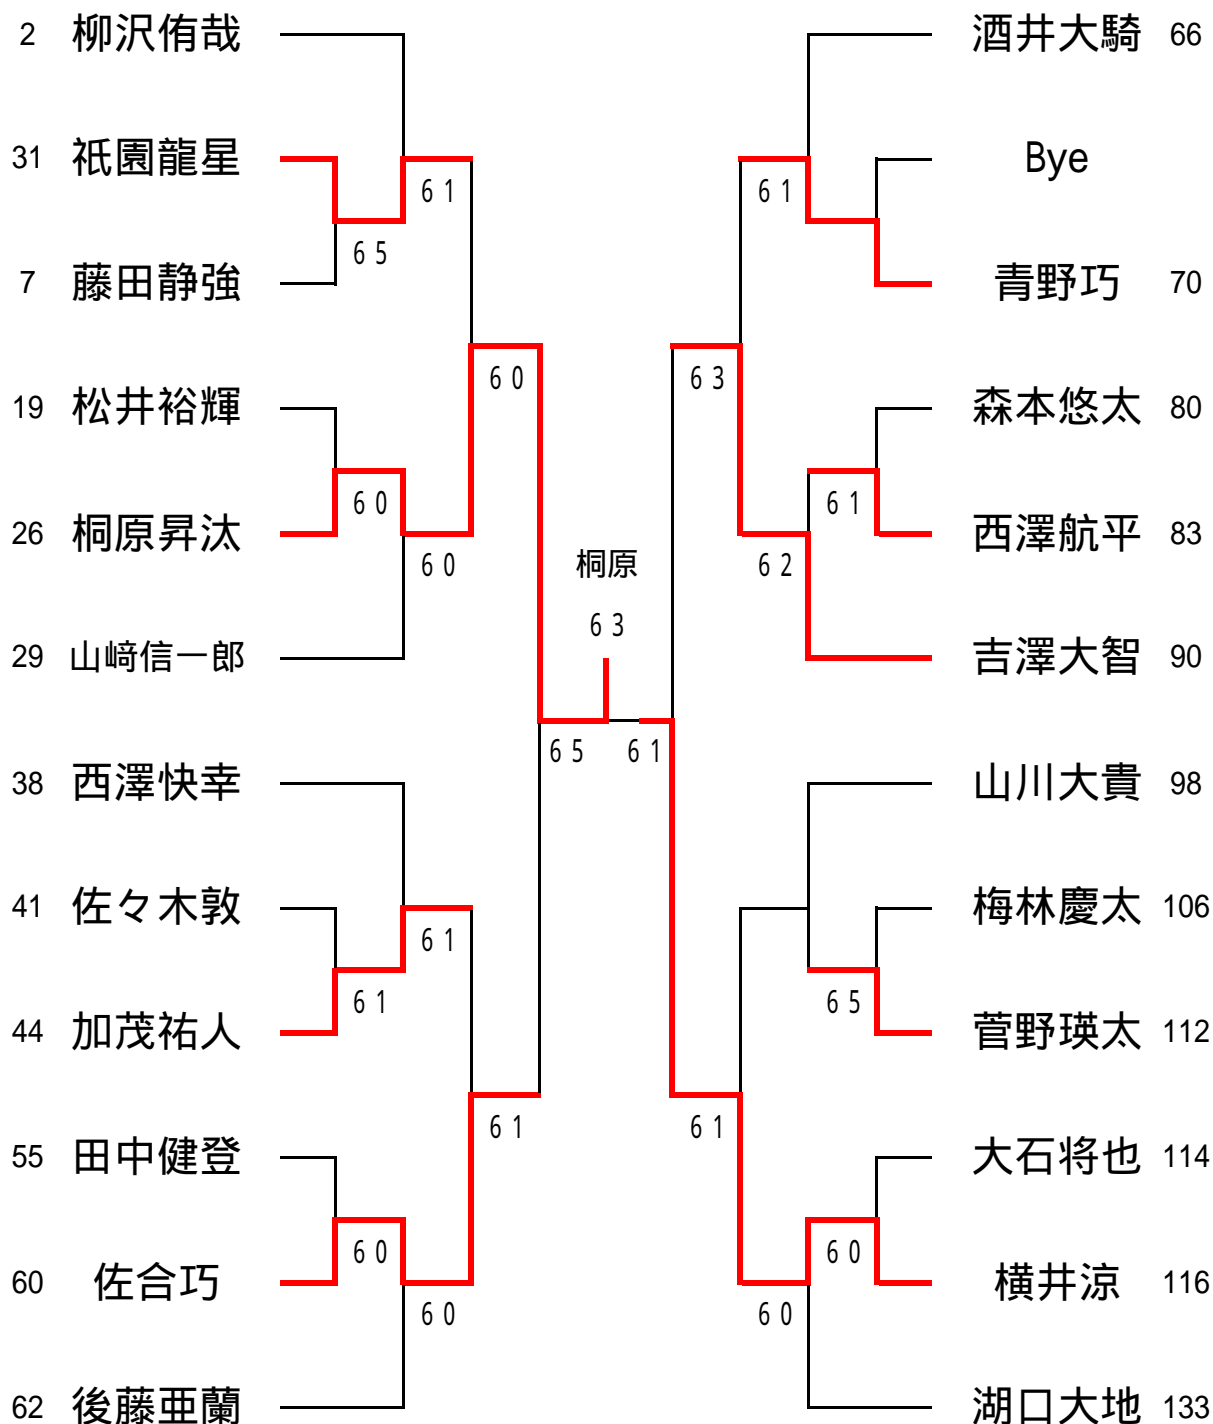 2 柳沢侑哉 酒井大騎 66
31 祇園龍星 Bye
6 1 6 1
6 5
7 藤田静強 青野巧 70
6 0 6 3
19 松井裕輝 森本悠太 80
6 0 6 1
26 桐原昇汰 西澤航平 83
6 0 桐原 6 2
6 3
29 山﨑信一郎 吉澤大智 90
6 5 6 1
38 西澤快幸 山川大貴 98
41 佐々木敦 梅林慶太 106
6 1
6 1 6 5
44 加茂祐人 菅野瑛太 112
6 1 6 1
55 田中健登 大石将也 114
6 0 6 0
60 佐合巧 横井涼 116
6 0 6 0
62 後藤亜蘭 湖口大地 133